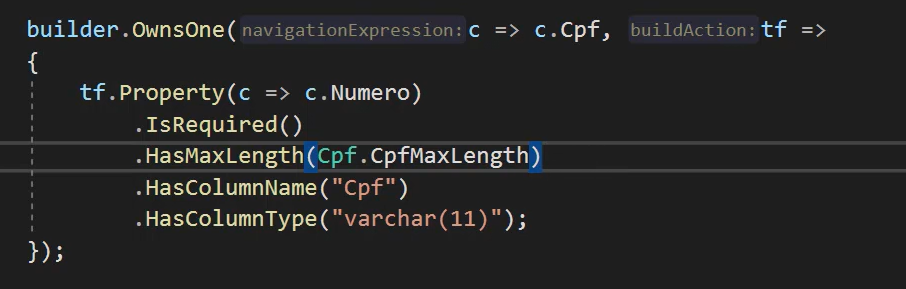 builder.OwnsOne(navigationExpression:c => c.Cpf, buildAction:tf =>
{
    tf.Property(c => c.Numero)
        .IsRequired()
        .HasMaxLength(Cpf.CpfMaxLength)
        .HasColumnName("Cpf")
        .HasColumnType("varchar(11)");
});